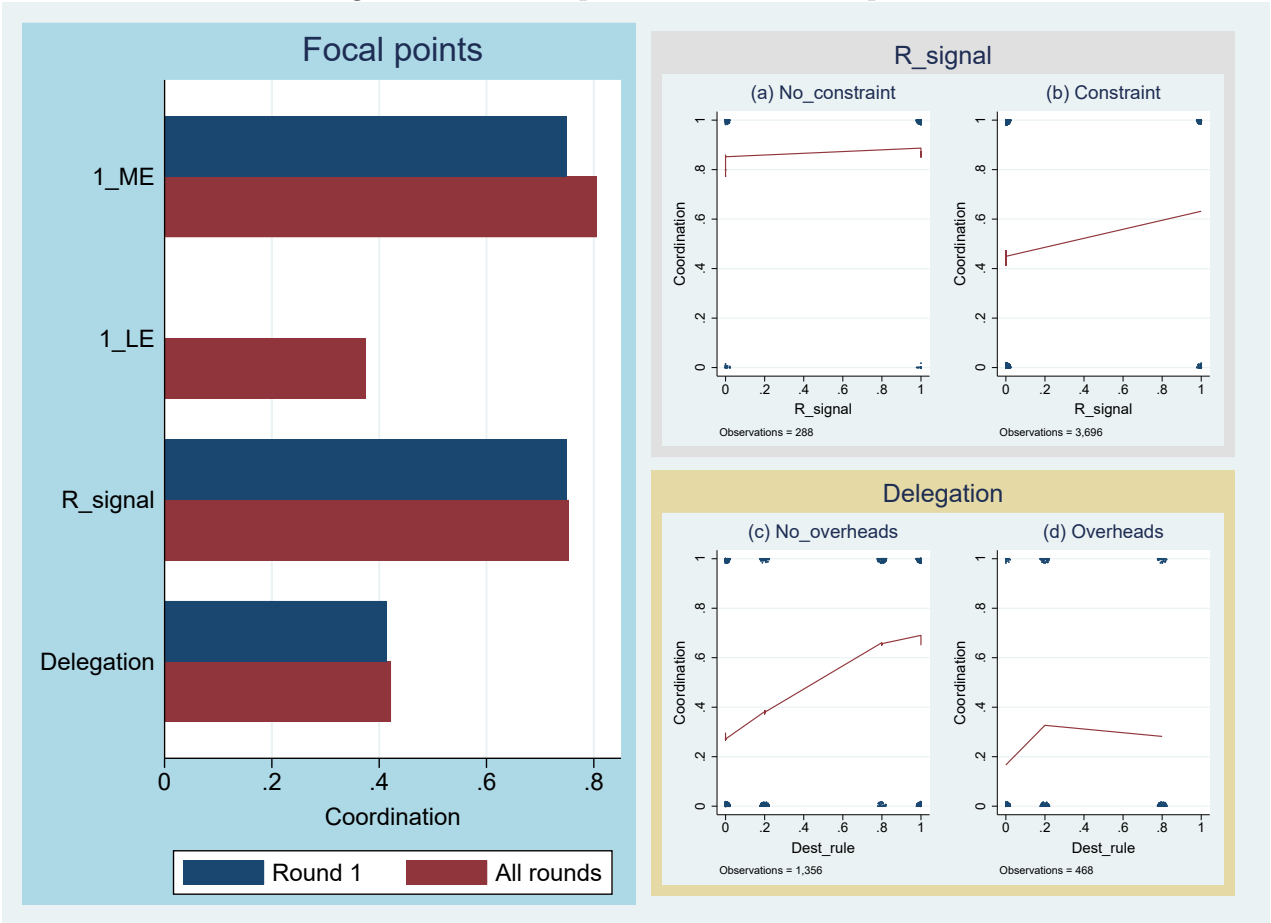 Focal points
1_ME
1_LE
R_signal
Delegation
0 .2 .4 .6 .8
Coordination
Round 1 All rounds
R_signal
(a) No_constraint
Coordination
1
.8
.6
.4
.2
0
0 .2 .4 .6 .8 1
R_signal
Observations = 288
(b) Constraint
Coordination
1
.8
.6
.4
.2
0
0 .2 .4 .6 .8 1
R_signal
Observations = 3,696
Delegation
(c) No_overheads
Coordination
1
.8
.6
.4
.2
0
0 .2 .4 .6 .8 1
Dest_rule
Observations = 1,356
(d) Overheads
Coordination
1
.8
.6
.4
.2
0
0 .2 .4 .6 .8 1
Dest_rule
Observations = 468